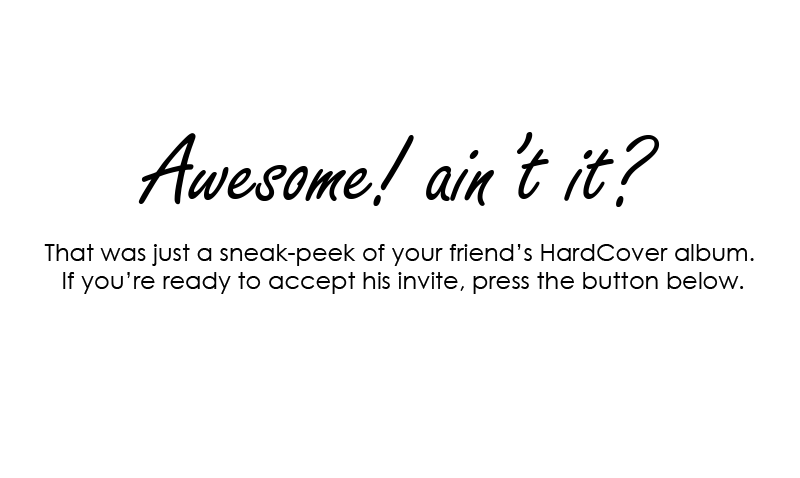 Awesome! ain't it?
That was just a sneak-peek of your friend’s HardCover album.
If you’re ready to accept his invite, press the button below.